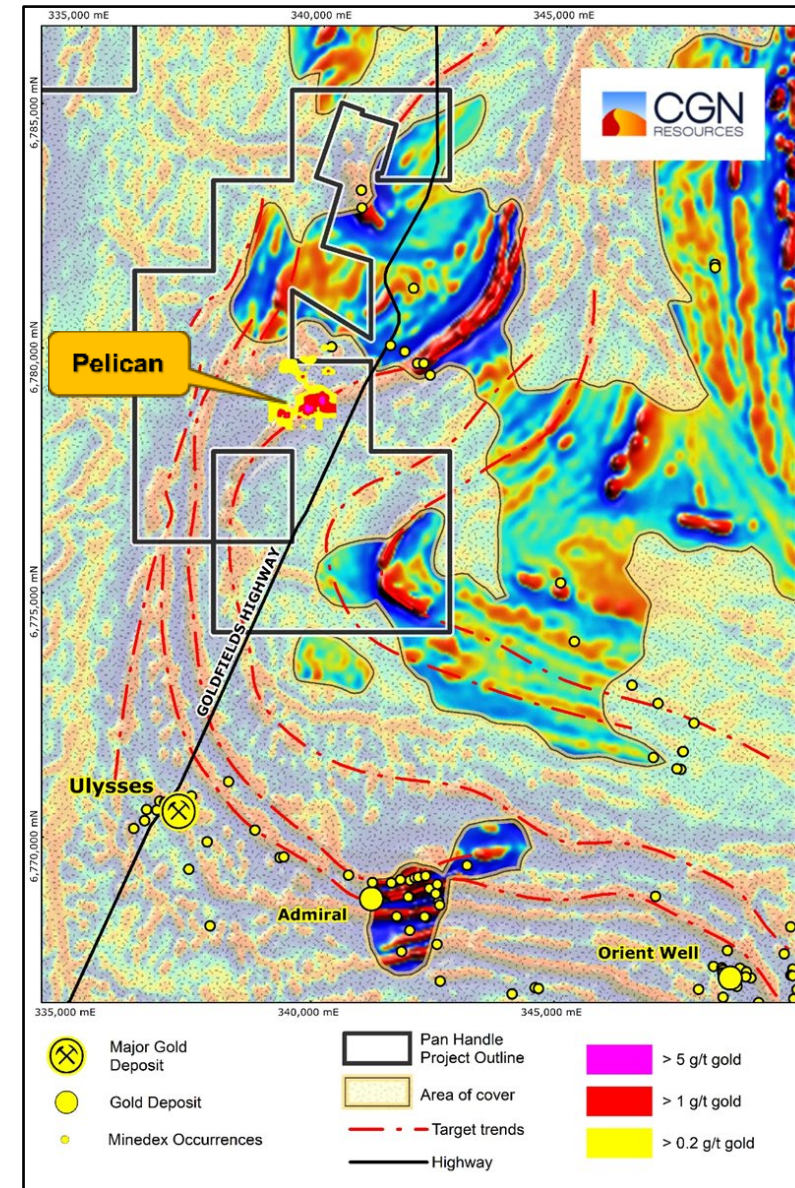 335,000 mE
340,000 mE
345,000 mE
6,785,000 mN
CGN
RESOURCES
6,780,000 mN
Pelican
6,775,000 mN
GOLDFIELDS HIGHWAY
Ulysses
6,770,000 mN
Admiral
Orient Well
335,000 mE
340,000 mE
345,000 mE
Major Gold
Deposit
Gold Deposit
Minedex Occurrences
Pan Handle
Project Outline
Area of cover
Target trends
Highway
> 5 g/t gold
> 1 g/t gold
> 0.2 g/t gold